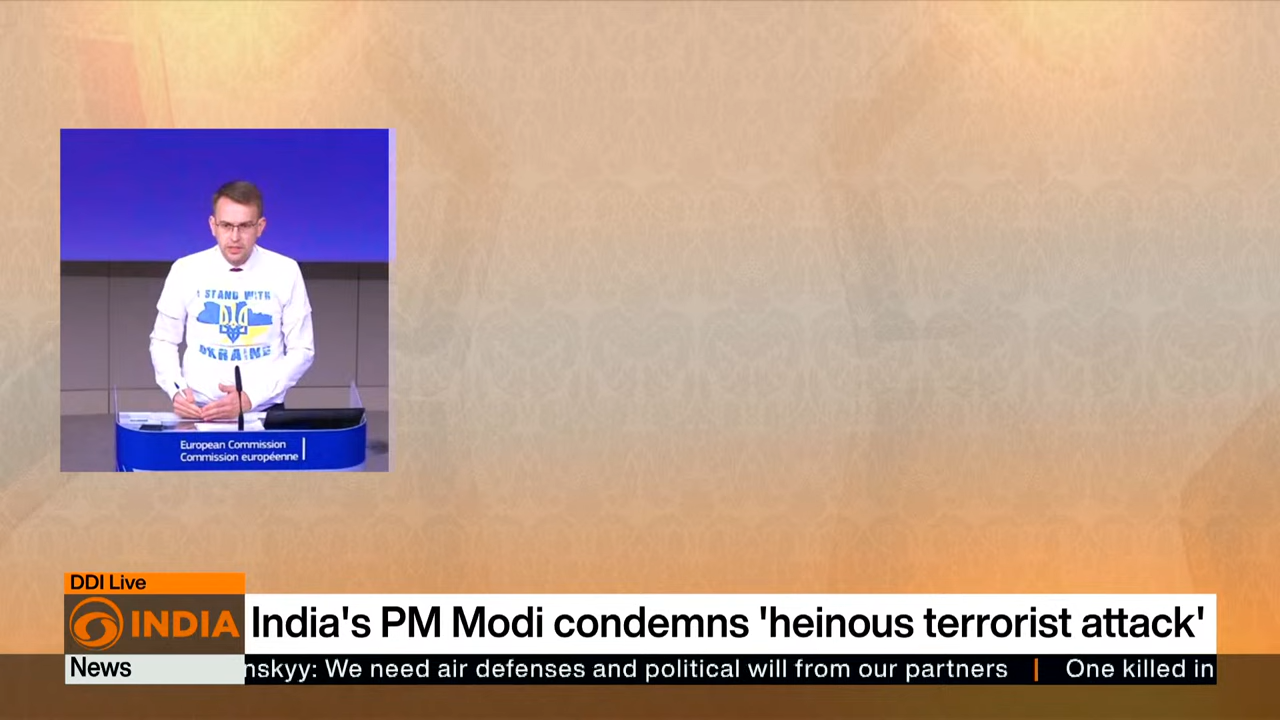 I STAND WITH
UKRAINE
European Commission
Commission européenne
DDI Live
INDIA
India's PM Modi condemns 'heinous terrorist attack'
News
nskyy: We need air defenses and political will from our partners | One killed in